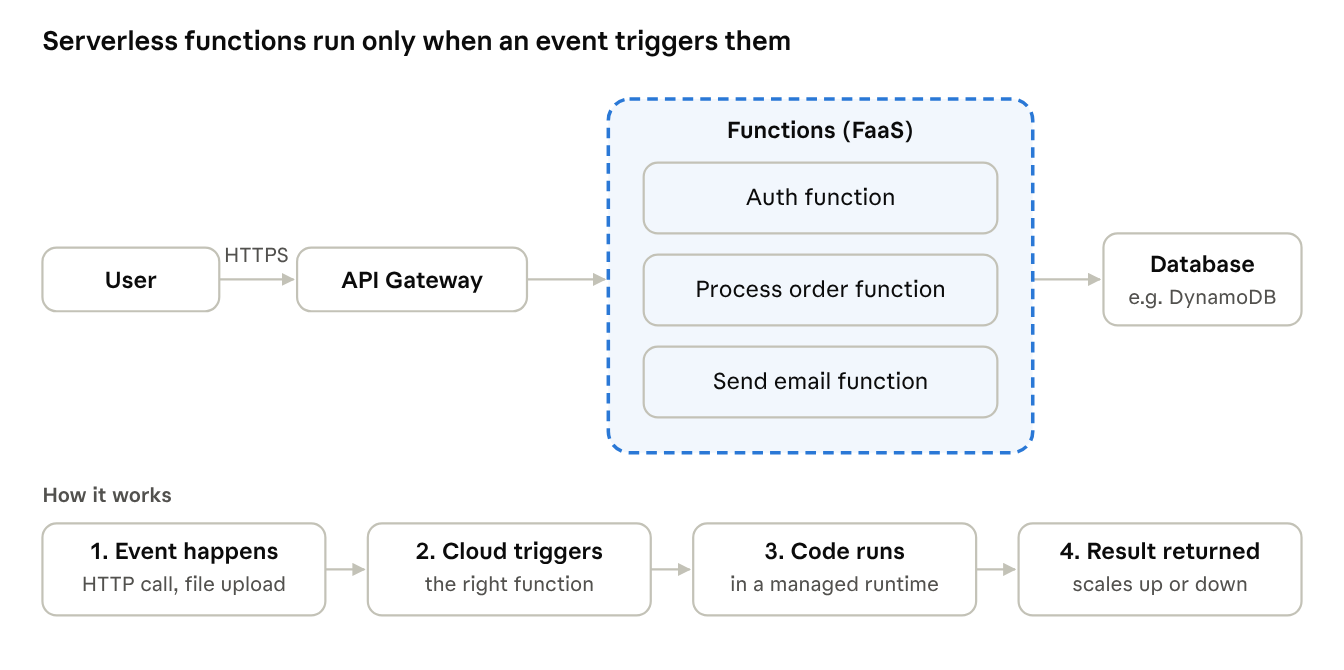 Serverless functions run only when an event triggers them
Functions (FaaS)
Auth function
Process order function
Send email function
User
HTTPS
API Gateway
Database
e.g. DynamoDB
How it works
1. Event happens
HTTP call, file upload
2. Cloud triggers
the right function
3. Code runs
in a managed runtime
4. Result returned
scales up or down